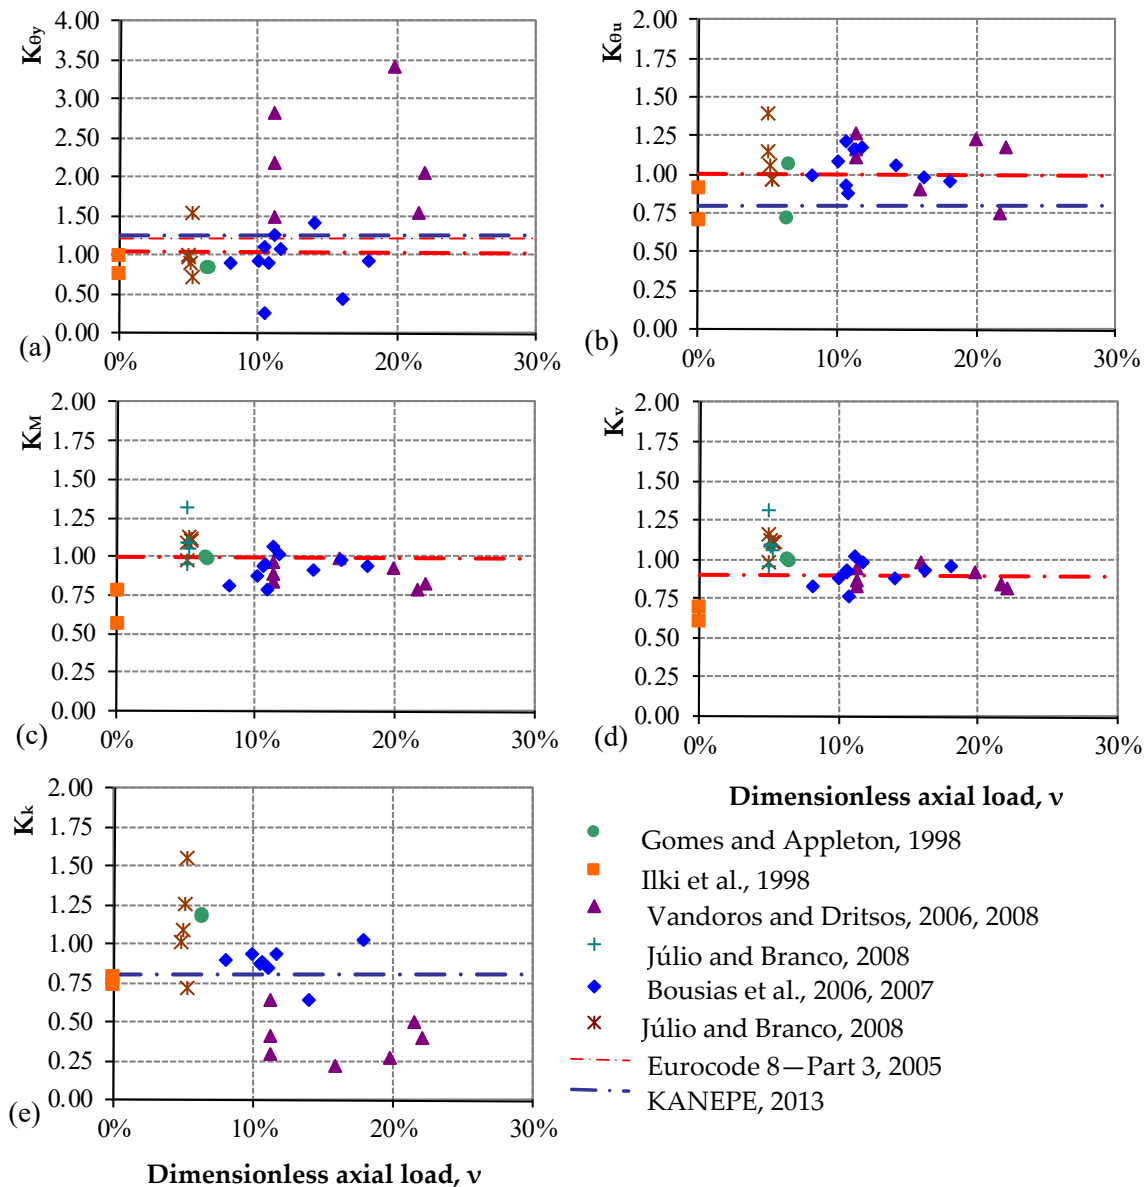 K_θy
4.00
3.50
3.00
2.50
2.00
1.50
1.00
0.50
0.00
(a)
0% 10% 20% 30%
K_θu
2.00
1.75
1.50
1.25
1.00
0.75
0.50
0.25
0.00
(b)
0% 10% 20% 30%
K_M
2.00
1.75
1.50
1.25
1.00
0.75
0.50
0.25
0.00
(c)
0% 10% 20% 30%
K_v
2.00
1.75
1.50
1.25
1.00
0.75
0.50
0.25
0.00
(d)
0% 10% 20% 30%
Dimensionless axial load, ν
K_k
2.00
1.75
1.50
1.25
1.00
0.75
0.50
0.25
0.00
(e)
0% 10% 20% 30%
Dimensionless axial load, ν
Gomes and Appleton, 1998
Ilki et al., 1998
Vandoros and Dritsos, 2006, 2008
Júlio and Branco, 2008
Bousias et al., 2006, 2007
Júlio and Branco, 2008
Eurocode 8—Part 3, 2005
KANEPE, 2013